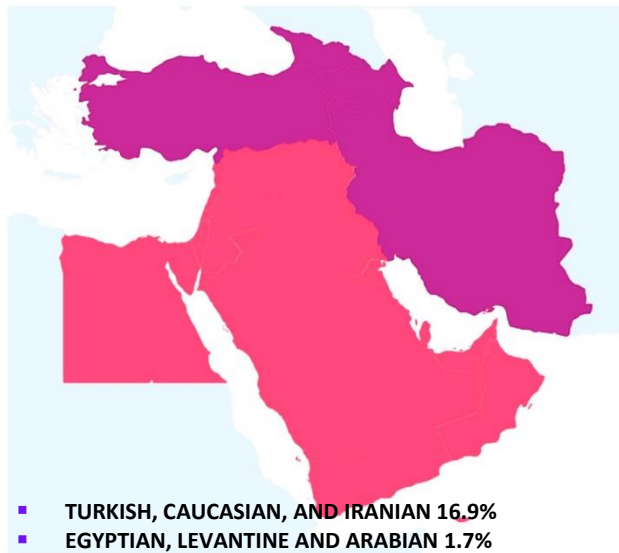 TURKISH, CAUCASIAN, AND IRANIAN 16.9%
EGYPTIAN, LEVANTINE AND ARABIAN 1.7%